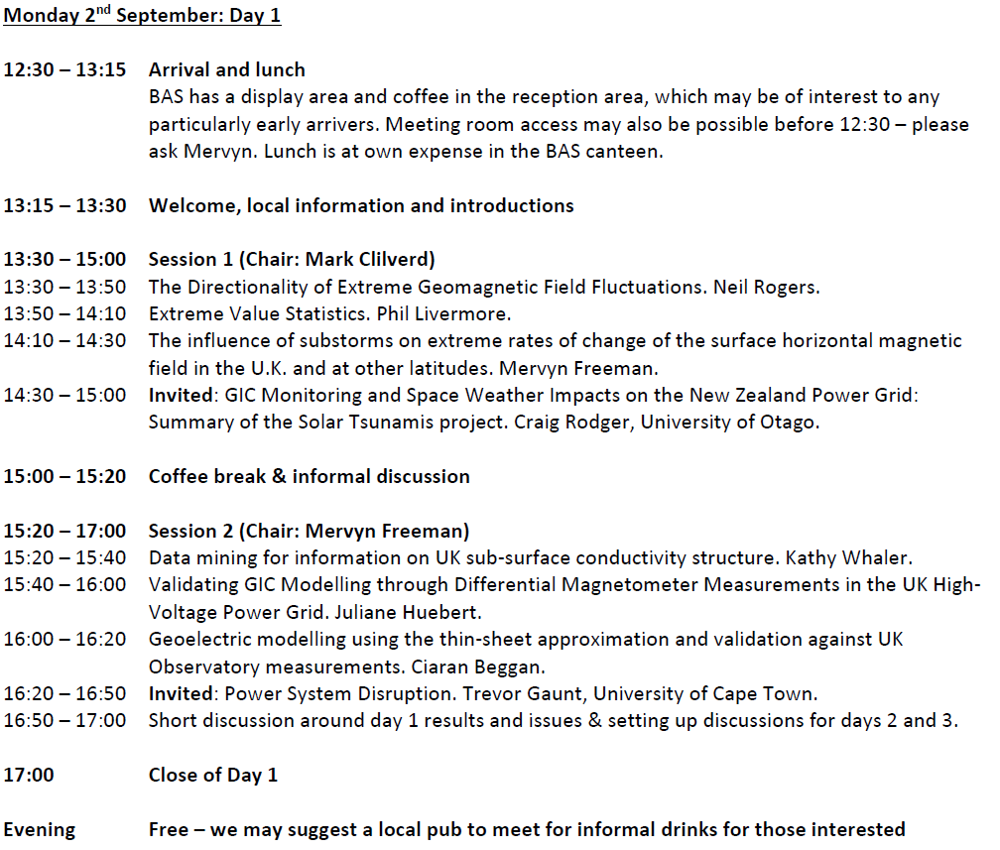 Monday 2nd September: Day 1
12:30 – 13:15 Arrival and lunch
BAS has a display area and coffee in the reception area, which may be of interest to any
particularly early arrivers. Meeting room access may also be possible before 12:30 – please
ask Mervyn. Lunch is at own expense in the BAS canteen.
13:15 – 13:30 Welcome, local information and introductions
13:30 – 15:00 Session 1 (Chair: Mark Clilverd)
13:30 – 13:50 The Directionality of Extreme Geomagnetic Field Fluctuations. Neil Rogers.
13:50 – 14:10 Extreme Value Statistics. Phil Livermore.
14:10 – 14:30 The influence of substorms on extreme rates of change of the surface horizontal magnetic
field in the U.K. and at other latitudes. Mervyn Freeman.
14:30 – 15:00 Invited: GIC Monitoring and Space Weather Impacts on the New Zealand Power Grid:
Summary of the Solar Tsunamis project. Craig Rodger, University of Otago.
15:00 – 15:20 Coffee break & informal discussion
15:20 – 17:00 Session 2 (Chair: Mervyn Freeman)
15:20 – 15:40 Data mining for information on UK sub-surface conductivity structure. Kathy Whaler.
15:40 – 16:00 Validating GIC Modelling through Differential Magnetometer Measurements in the UK High-
Voltage Power Grid. Juliane Huebert.
16:00 – 16:20 Geoelectric modelling using the thin-sheet approximation and validation against UK
Observatory measurements. Ciaran Beggan.
16:20 – 16:50 Invited: Power System Disruption. Trevor Gaunt, University of Cape Town.
16:50 – 17:00 Short discussion around day 1 results and issues & setting up discussions for days 2 and 3.
17:00 Close of Day 1
Evening Free – we may suggest a local pub to meet for informal drinks for those interested